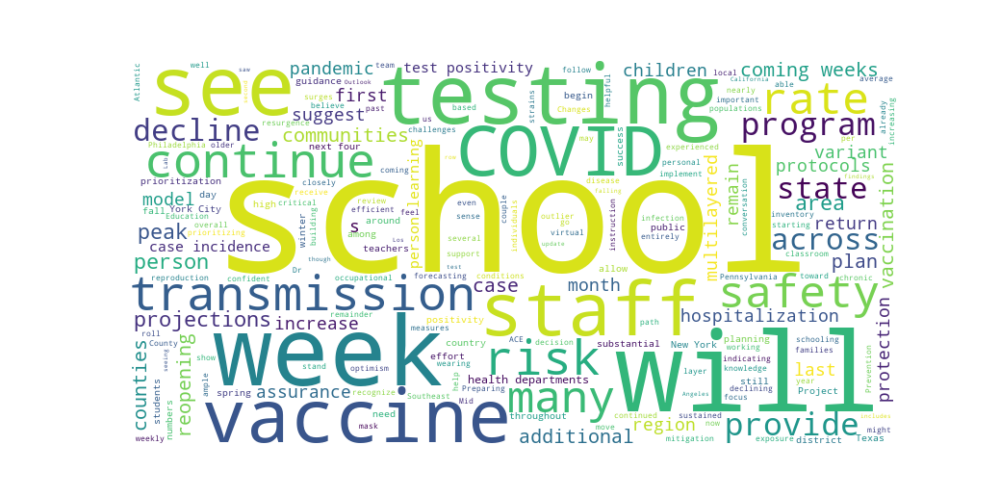 well
saw
Atlantic
see
pandemic
team
test positivity
follow
children
local
California
coming weeks
average
Outlook
able
nearly
guidance
surges
first
believe
past
testing
begin
strains
helpful
important
populations
rate
already
increasing
suggest
based
Changes
decline
resurgence
us
communities
challenges
COVID
may
success
experienced
program
per
Philadelphia
older
next four
Lab
continue
coming
school
disease
falling
personal
implement
variant
protocols
findings
prioritization
closely
receive
review
efficient
feel
even
sense
couple
individuals
outlier
go
virtual
update
instruction
infection
public
entirely
multilayered
remain
conversation
state
inventory
starting
vaccination
model
day
high
critical
fall
York City
Education
winter
building
around
s
among
teachers
Los
person learning
several
support
area
return
classroom
peak
overall
prioritizing
case incidence
though
across
person
Dr
forecasting
test
conditions
allow
plan
reproduction
confident
occupational
Pennsylvania
toward
chronic
transmission
remainder
case
month
safety
projections
increase
positivity
measures
staff
path
hospitalization
protection
roll
County
seeing
counties
students
numbers
weekly
reopening
show
ample
spring
week
stand
optimism
assurance
need
mask
wearing
effort
recognize
country
help
ACE
decision
substantial
New York
layer
indicating
knowledge
planning
working
still
declining
focus
schooling
families
last
year
Project
Prevention
health departments
Preparing
Southeast
Mid
risk
many
will
Angeles
includes
vaccine
throughout
continued
sustained
move
region
now
additional
mitigation
exposure
provide
district
Texas
might